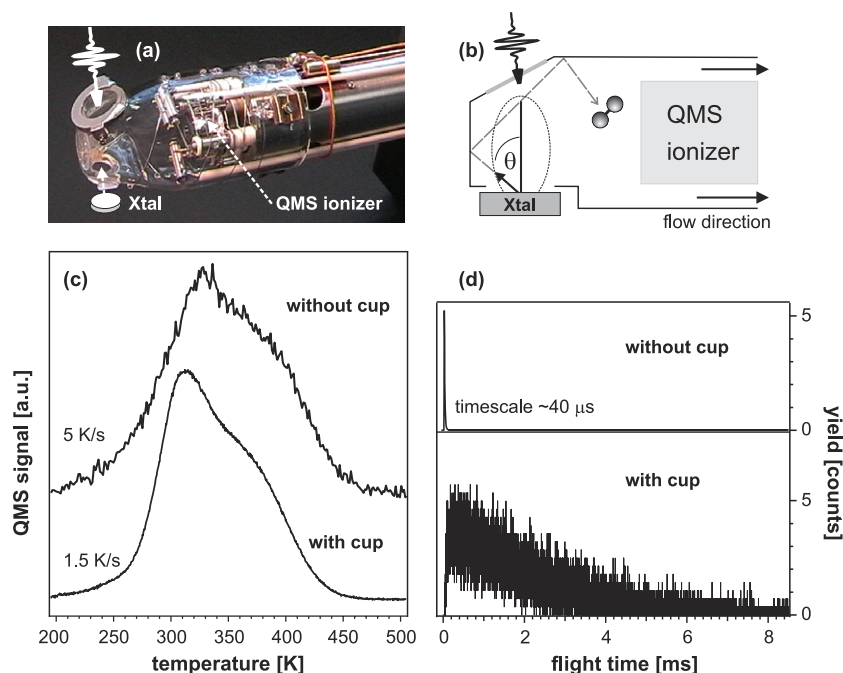 (a)
Xtal
QMS ionizer
(b)
θ
QMS
ionizer
Xtal
flow direction
(c)
without cup
5 K/s
with cup
1.5 K/s
QMS signal [a.u.]
200 250 300 350 400 450 500
temperature [K]
(d)
5
without cup
timescale ~40 μs
0
with cup
5
0
yield [counts]
0 2 4 6 8
flight time [ms]